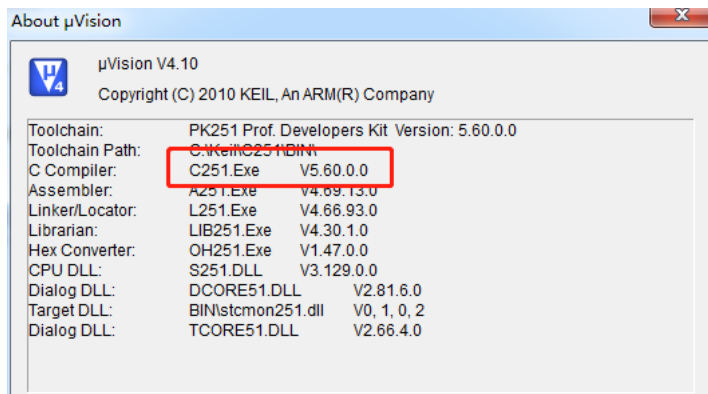 About µVision
µVision V4.10
Copyright (C) 2010 KEIL, An ARM(R) Company
Toolchain: PK251 Prof. Developers Kit Version: 5.60.0.0
Toolchain Path: C:\Keil\C251\BIN\
C Compiler: C251.Exe V5.60.0.0
Assembler: A251.Exe V4.69.13.0
Linker/Locator: L251.Exe V4.66.93.0
Librarian: LIB251.Exe V4.30.1.0
Hex Converter: OH251.Exe V1.47.0.0
CPU DLL: S251.DLL V3.129.0.0
Dialog DLL: DCORE51.DLL V2.81.6.0
Target DLL: BIN\stcmon251.dll V0, 1, 0, 2
Dialog DLL: TCORE51.DLL V2.66.4.0